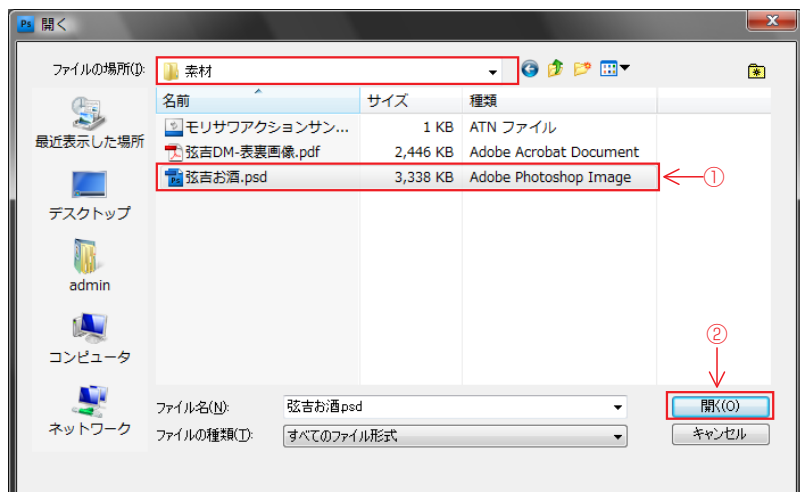 Ps 開く
ファイルの場所(I): 素材
名前 サイズ 種類
モリサワアクションサン... 1 KB ATN ファイル
弦吉DM-表裏画像.pdf 2,446 KB Adobe Acrobat Document
Ps 弦吉お酒.psd 3,338 KB Adobe Photoshop Image ①
最近表示した場所
デスクトップ
admin
コンピュータ
ネットワーク
②
ファイル名(N): 弦吉お酒psd 開く(O)
ファイルの種類(T): すべてのファイル形式 キャンセル